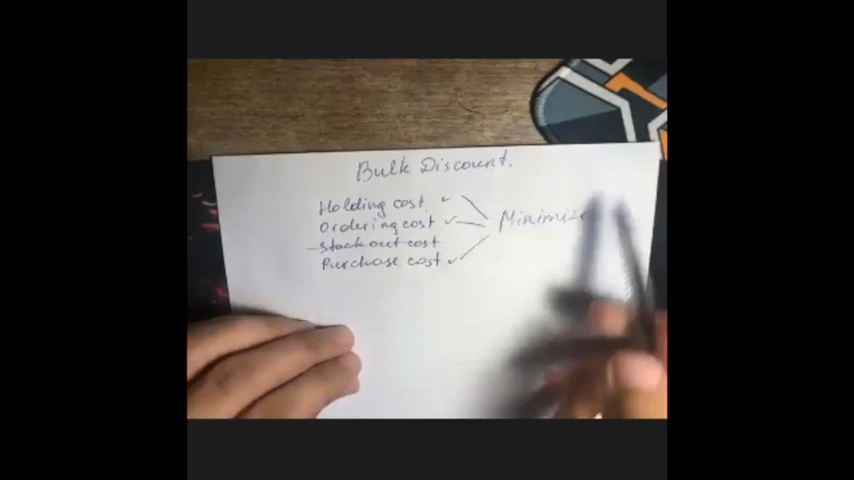 Bulk Discount.
Holding cost. ✓
Ordering cost ✓
Stock out cost
Purchase cost ✓
Minimize